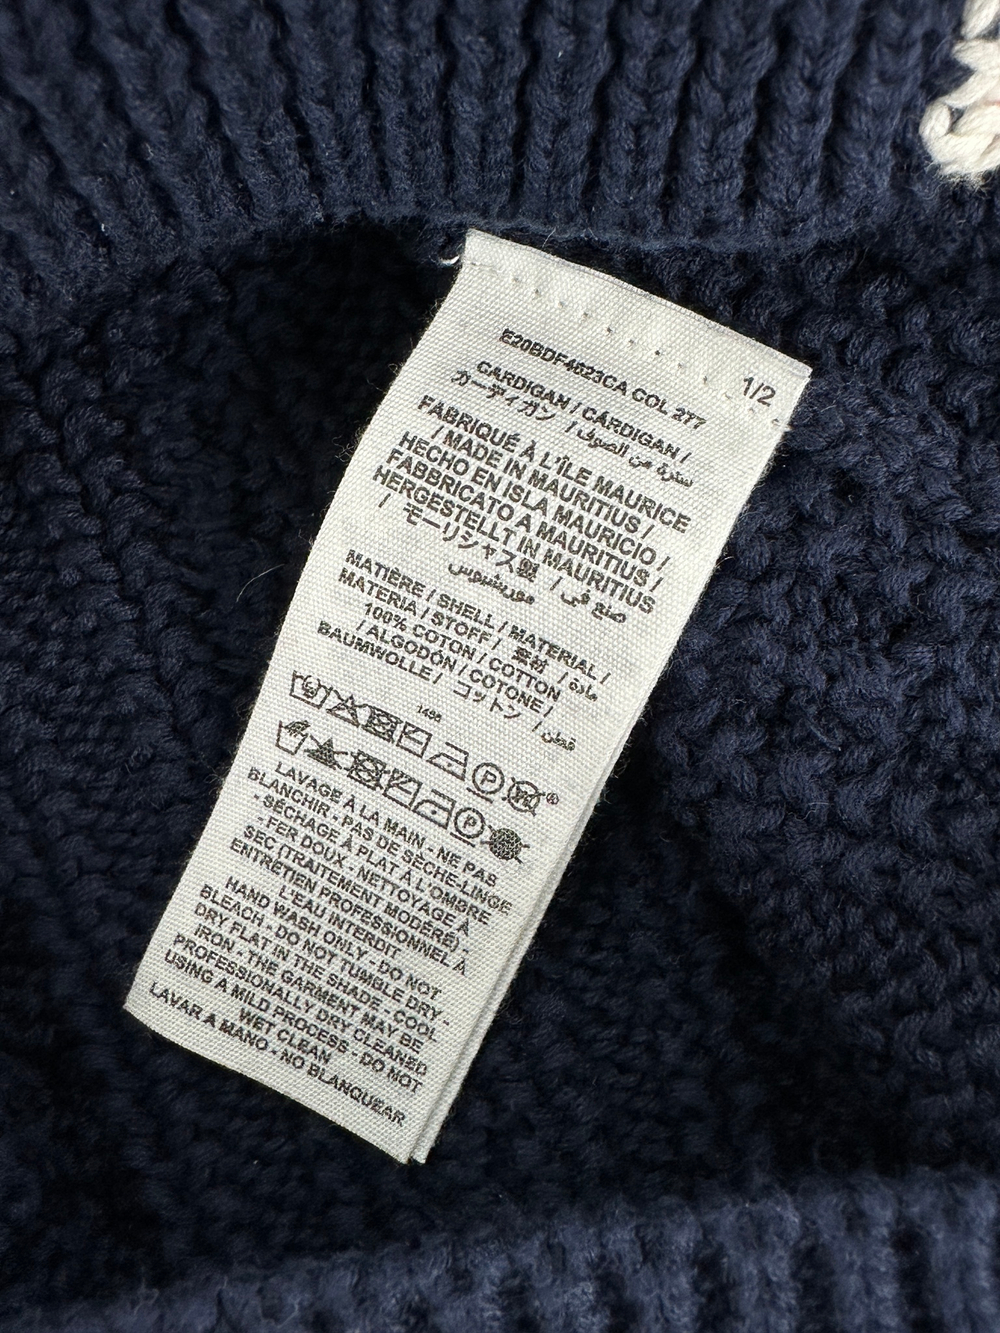 1/2
E20BDF4623CA COL 277
CARDIGAN / CÁRDIGAN /
カーディガン / سترة من الصوف
FABRIQUÉ À L'ÎLE MAURICE
/ MADE IN MAURITIUS /
HECHO EN ISLA MAURICIO /
FABBRICATO A MAURITIUS /
HERGESTELLT IN MAURITIUS
/ モーリシャス製 / صنع في
موريشيوس
MATIÈRE / SHELL / MATERIAL /
MATERIA / STOFF / 素材 / مادة
100% COTON / COTTON
/ ALGODÓN / COTONE /
BAUMWOLLE / コットン / قطن
1436
®
LAVAGE À LA MAIN - NE PAS
BLANCHIR - PAS DE SÈCHE-LINGE
- SÉCHAGE À PLAT À L'OMBRE
- FER DOUX - NETTOYAGE À
SEC (TRAITEMENT MODÉRÉ) -
ENTRETIEN PROFESSIONNEL À
L'EAU INTERDIT
HAND WASH ONLY - DO NOT
BLEACH - DO NOT TUMBLE DRY -
DRY FLAT IN THE SHADE - COOL
IRON - THE GARMENT MAY BE
PROFESSIONALLY DRY CLEANED
USING A MILD PROCESS - DO NOT
WET CLEAN
LAVAR A MANO - NO BLANQUEAR